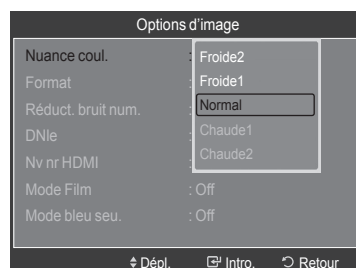 Options d'image
Nuance coul. : Froide2
Format : Froide1
Réduct. bruit num. : Normal
DNIe : Chaude1
Nv nr HDMI : Chaude2
Mode Film : Off
Mode bleu seu. : Off
Dépl. Intro. Retour